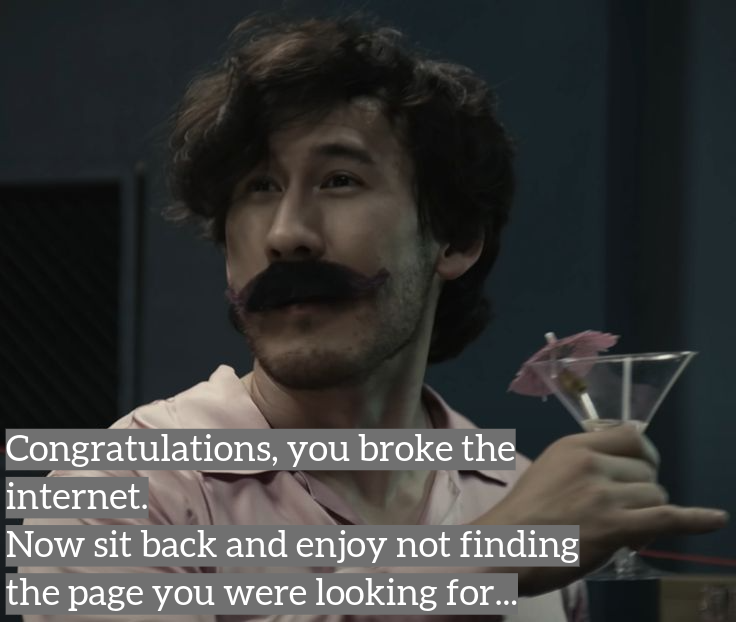 Congratulations, you broke the
internet.
Now sit back and enjoy not finding
the page you were looking for...